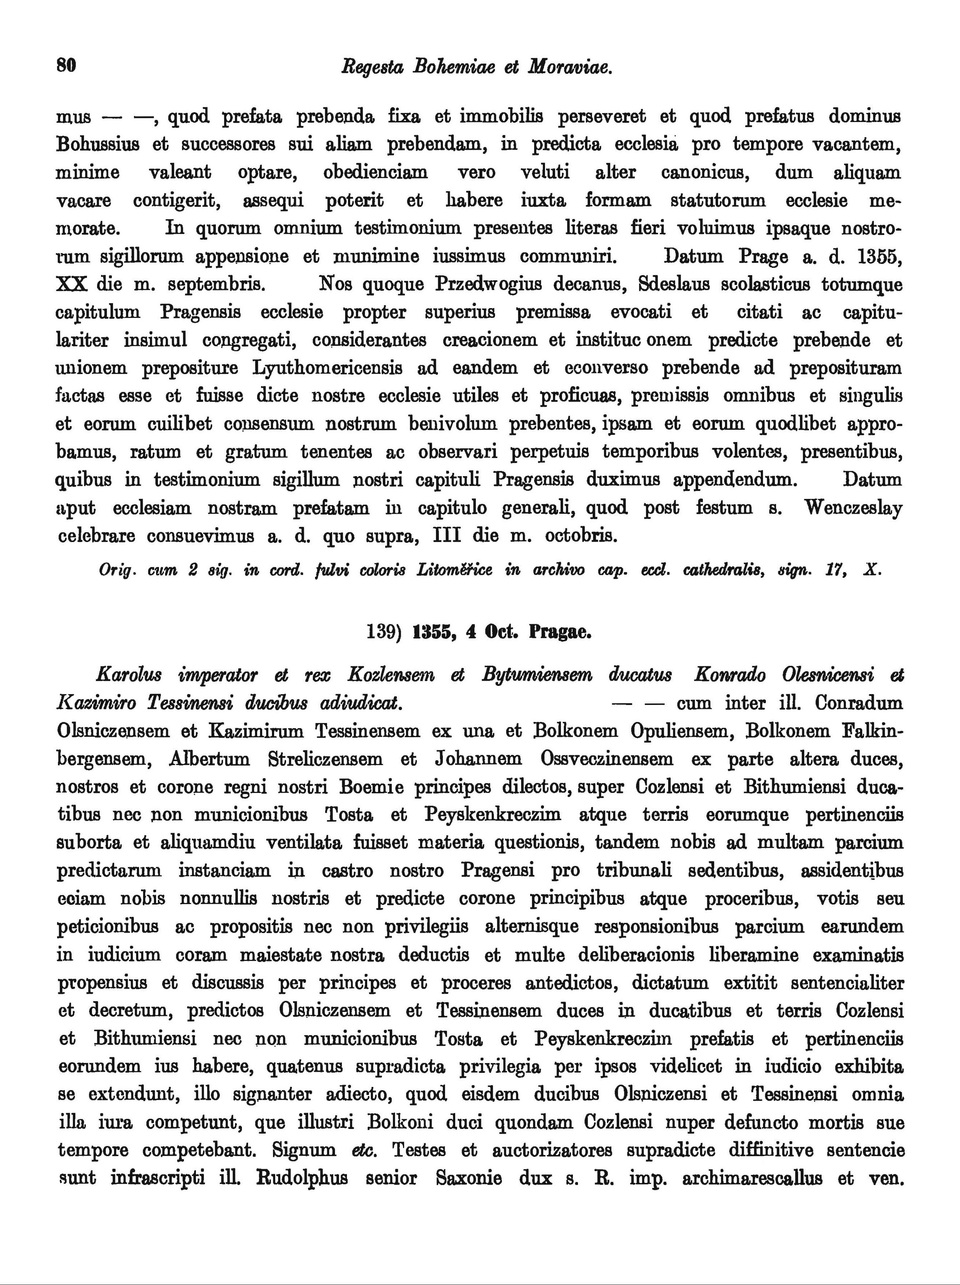 80 Regesta Bohemiae et Moraviae.
mus — —, quod prefata prebenda fixa et immobilis perseveret et quod prefatus dominus
Bohussius et successores sui aliam prebendam, in predicta ecclesia pro tempore vacantem,
minime valeant optare, obedienciam vero veluti alter canonicus, dum aliquam
vacare contigerit, assequi poterit et habere iuxta formam statutorum ecclesie me-
morate. In quorum omnium testimonium presentes literas fieri voluimus ipsaque nostro-
rum sigillorum appensione et munimine iussimus communiri. Datum Prage a. d. 1355,
XX die m. septembris. Nos quoque Przedwogius decanus, Sdeslaus scolasticus totumque
capitulum Pragensis ecclesie propter superius premissa evocati et citati ac capitu-
lariter insimul congregati, considerantes creacionem et instituc onem predicte prebende et
unionem prepositure Lyuthomericensis ad eandem et econverso prebende ad preposituram
factas esse et fuisse dicte nostre ecclesie utiles et proficuas, premissis omnibus et singulis
et eorum cuilibet consensum nostrum benivolum prebentes, ipsam et eorum quodlibet appro-
bamus, ratum et gratum tenentes ac observari perpetuis temporibus volentes, presentibus,
quibus in testimonium sigillum nostri capituli Pragensis duximus appendendum. Datum
aput ecclesiam nostram prefatam in capitulo generali, quod post festum s. Wenczeslay
celebrare consuevimus a. d. quo supra, III die m. octobris.
Orig. cum 2 sig. in cord. fulvi coloris Litoměřice in archivo cap. eccl. cathedralis, sign. 17, X.
139) 1355, 4 Oct. Pragae.
Karolus imperator et rex Kozlensem et Bytumiensem ducatus Konrado Olesnicensi et
Kazimiro Tessinensi ducibus adiudicat. — — cum inter ill. Conradum
Olsniczensem et Kazimirum Tessinensem ex una et Bolkonem Opuliensem, Bolkonem Falkin-
bergensem, Albertum Streliczensem et Johannem Ossveczinensem ex parte altera duces,
nostros et corone regni nostri Boemie principes dilectos, super Cozlensi et Bithumiensi duca-
tibus nec non municionibus Tosta et Peyskenkreczim atque terris eorumque pertinenciis
suborta et aliquamdiu ventilata fuisset materia questionis, tandem nobis ad multam parcium
predictarum instanciam in castro nostro Pragensi pro tribunali sedentibus, assidentibus
eciam nobis nonnullis nostris et predicte corone principibus atque proceribus, votis seu
peticionibus ac propositis nec non privilegiis alternisque responsionibus parcium earundem
in iudicium coram maiestate nostra deductis et multe deliberacionis liberamine examinatis
propensius et discussis per principes et proceres antedictos, dictatum extitit sentencialiter
et decretum, predictos Olsniczensem et Tessinensem duces in ducatibus et terris Cozlensi
et Bithumiensi nec non municionibus Tosta et Peyskenkreczim prefatis et pertinenciis
eorundem ius habere, quatenus supradicta privilegia per ipsos videlicet in iudicio exhibita
se extendunt, illo signanter adiecto, quod eisdem ducibus Olsniczensi et Tessinensi omnia
illa iura competunt, que illustri Bolkoni duci quondam Cozlensi nuper defuncto mortis sue
tempore competebant. Signum etc. Testes et auctorizatores supradicte diffinitive sentencie
sunt infrascripti ill. Rudolphus senior Saxonie dux s. R. imp. archimarescallus et ven.